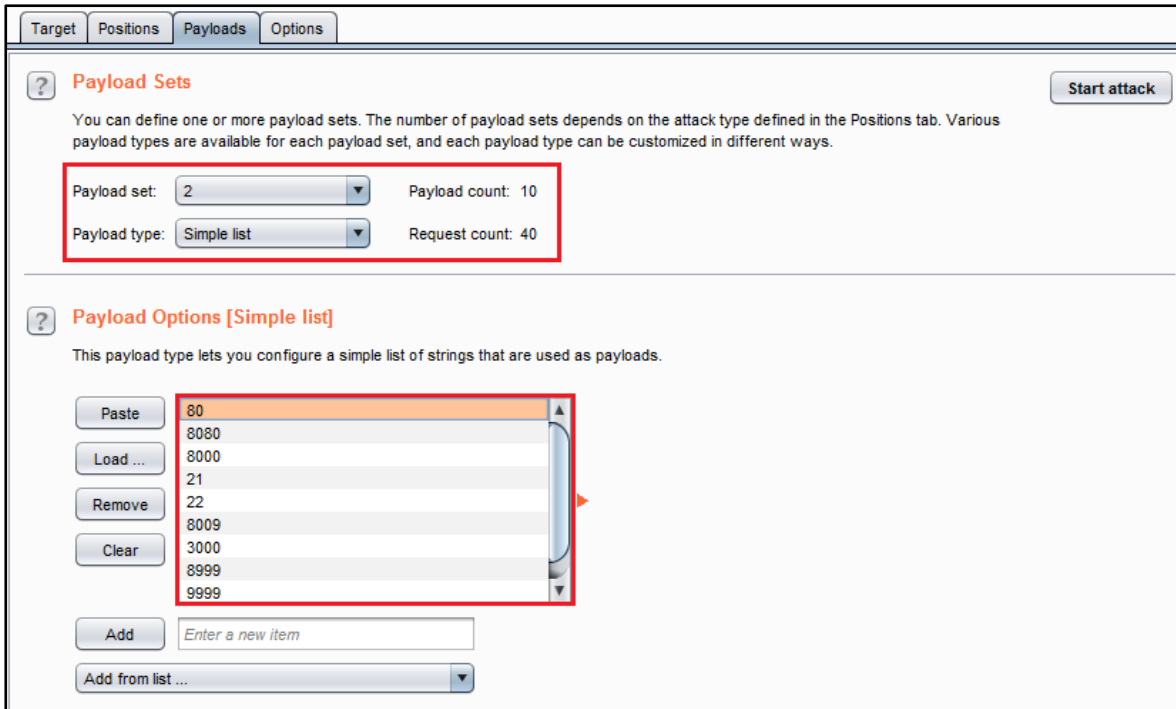 Target Positions Payloads Options
? Payload Sets
Start attack
You can define one or more payload sets. The number of payload sets depends on the attack type defined in the Positions tab. Various
payload types are available for each payload set, and each payload type can be customized in different ways.
Payload set: 2 Payload count: 10
Payload type: Simple list Request count: 40
? Payload Options [Simple list]
This payload type lets you configure a simple list of strings that are used as payloads.
Paste
Load ...
Remove
Clear
80
8080
8000
21
22
8009
3000
8999
9999
Add Enter a new item
Add from list ...